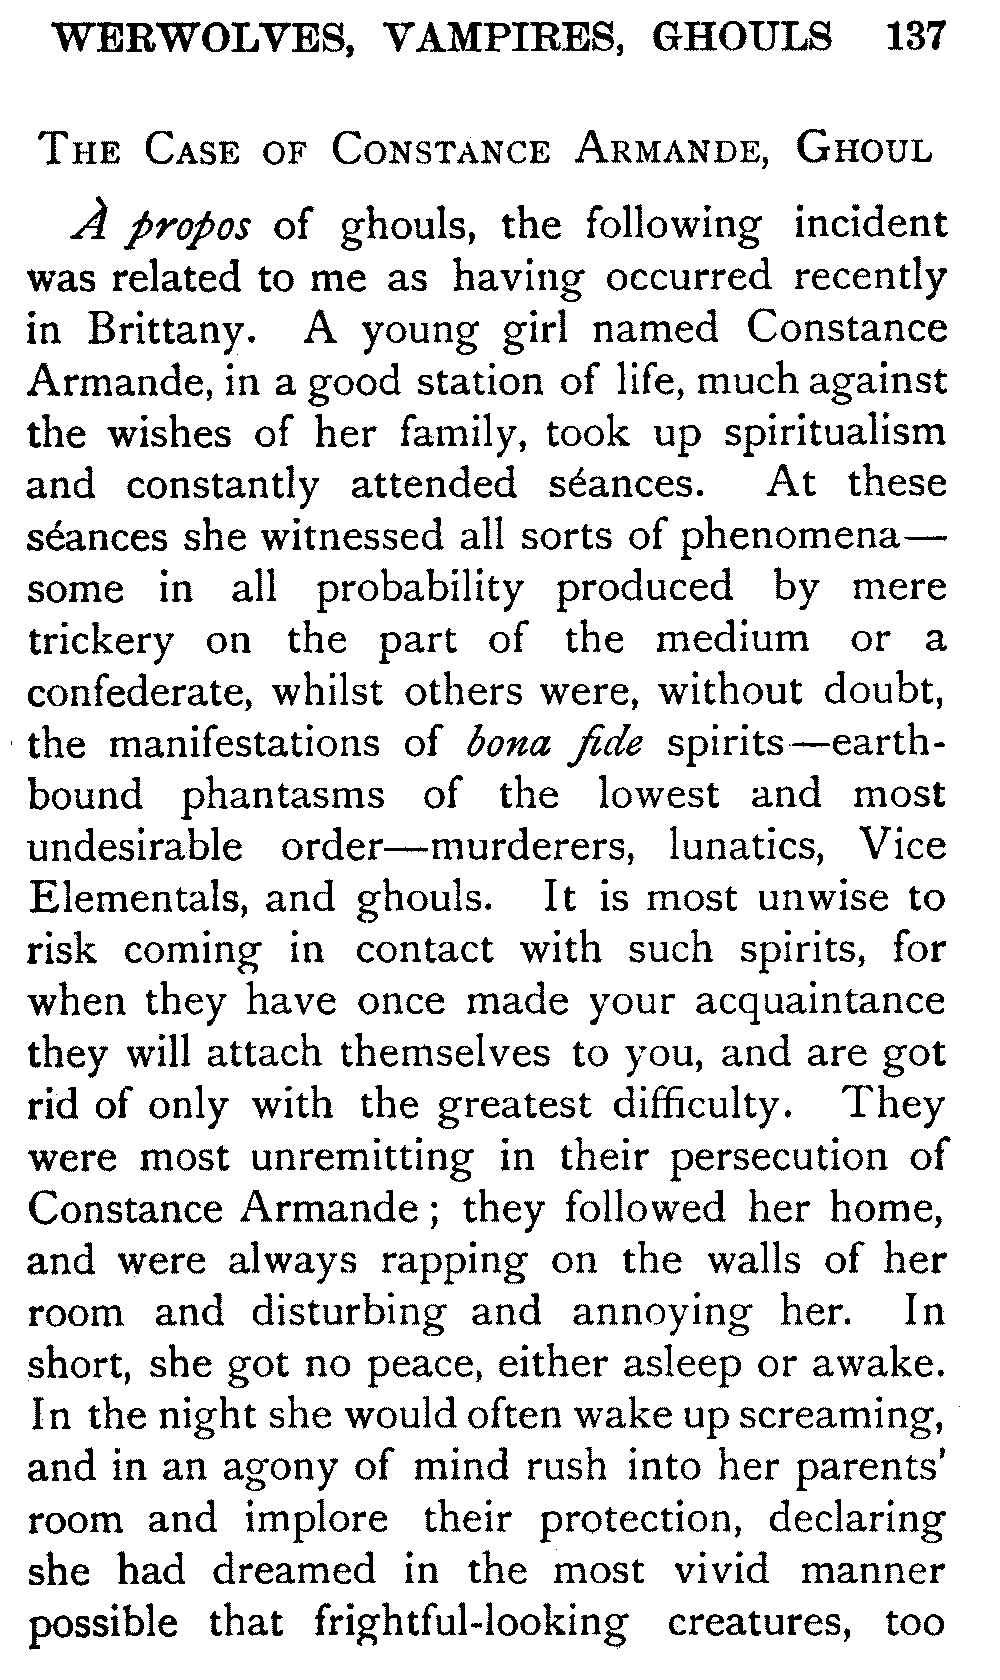 WERWOLVES, VAMPIRES, GHOULS 137
THE CASE OF CONSTANCE ARMANDE, GHOUL
À propos of ghouls, the following incident
was related to me as having occurred recently
in Brittany. A young girl named Constance
Armande, in a good station of life, much against
the wishes of her family, took up spiritualism
and constantly attended séances. At these
séances she witnessed all sorts of phenomena—
some in all probability produced by mere
trickery on the part of the medium or a
confederate, whilst others were, without doubt,
the manifestations of bona fide spirits—earth-
bound phantasms of the lowest and most
undesirable order—murderers, lunatics, Vice
Elementals, and ghouls. It is most unwise to
risk coming in contact with such spirits, for
when they have once made your acquaintance
they will attach themselves to you, and are got
rid of only with the greatest difficulty. They
were most unremitting in their persecution of
Constance Armande; they followed her home,
and were always rapping on the walls of her
room and disturbing and annoying her. In
short, she got no peace, either asleep or awake.
In the night she would often wake up screaming,
and in an agony of mind rush into her parents'
room and implore their protection, declaring
she had dreamed in the most vivid manner
possible that frightful-looking creatures, too